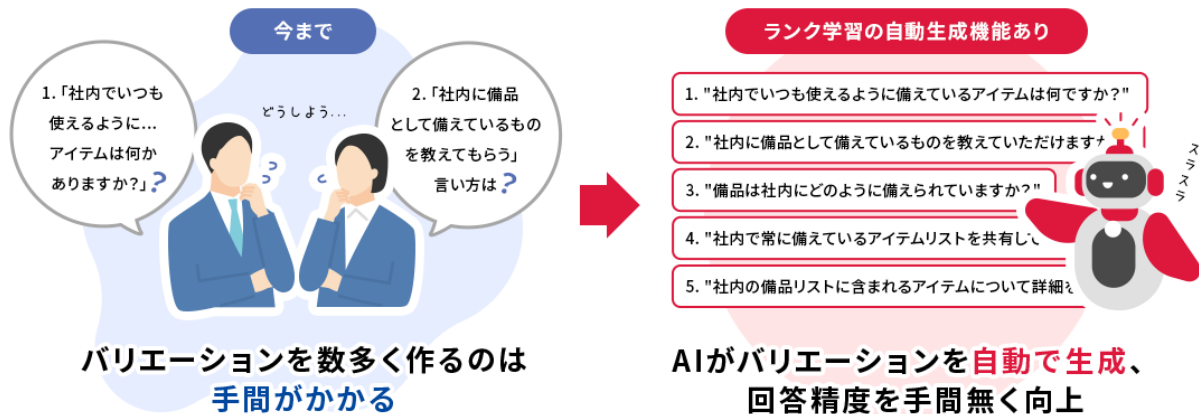 今まで
1.「社内でいつも
使えるように...
アイテムは何か
ありますか?」?
どうしよう...
2.「社内に備品
として備えているもの
を教えてもらう」
言い方は?
バリエーションを数多く作るのは
手間がかかる
ランク学習の自動生成機能あり
1. "社内でいつも使えるように備えているアイテムは何ですか?"
2. "社内に備品として備えているものを教えていただけますか
3. "備品は社内にどのように備えられていますか?"
4. "社内で常に備えているアイテムリストを共有して
5. "社内の備品リストに含まれるアイテムについて詳細を
スラスラ
AIがバリエーションを自動で生成、
回答精度を手間無く向上